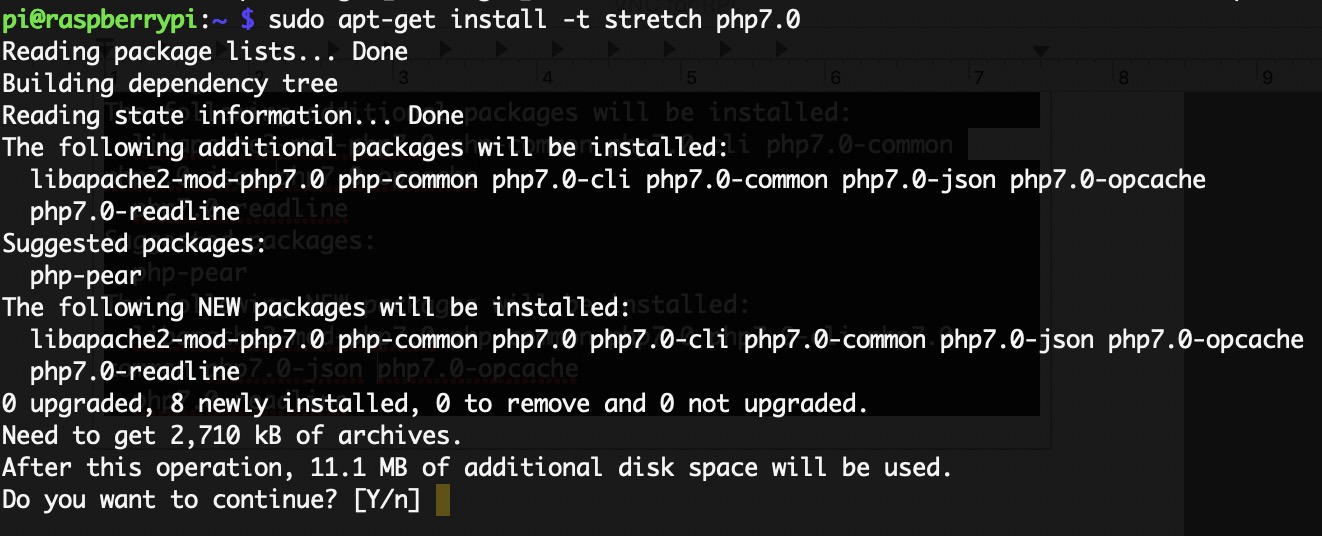 pi@raspberrypi:~ $ sudo apt-get install -t stretch php7.0
Reading package lists... Done
Building dependency tree
Reading state information... Done
The following additional packages will be installed:
  libapache2-mod-php7.0 php-common php7.0-cli php7.0-common php7.0-json php7.0-opcache
  php7.0-readline
Suggested packages:
  php-pear
The following NEW packages will be installed:
  libapache2-mod-php7.0 php-common php7.0 php7.0-cli php7.0-common php7.0-json php7.0-opcache
  php7.0-readline
0 upgraded, 8 newly installed, 0 to remove and 0 not upgraded.
Need to get 2,710 kB of archives.
After this operation, 11.1 MB of additional disk space will be used.
Do you want to continue? [Y/n]